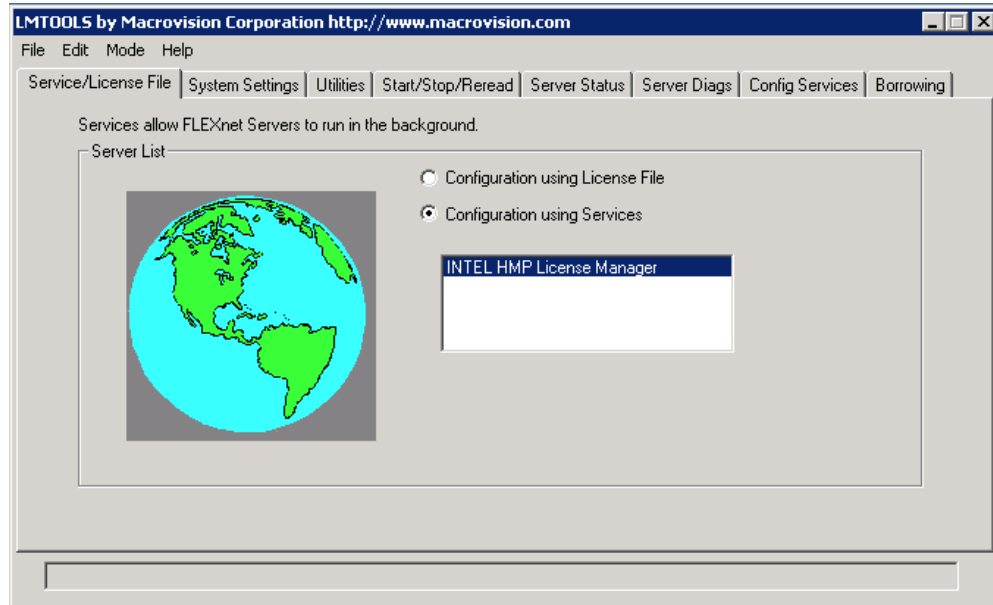 LMTOOLS by Macrovision Corporation http://www.macrovision.com
File Edit Mode Help
Service/License File System Settings Utilities Start/Stop/Reread Server Status Server Diags Config Services Borrowing
Services allow FLEXnet Servers to run in the background.
Server List
Configuration using License File
Configuration using Services
INTEL HMP License Manager